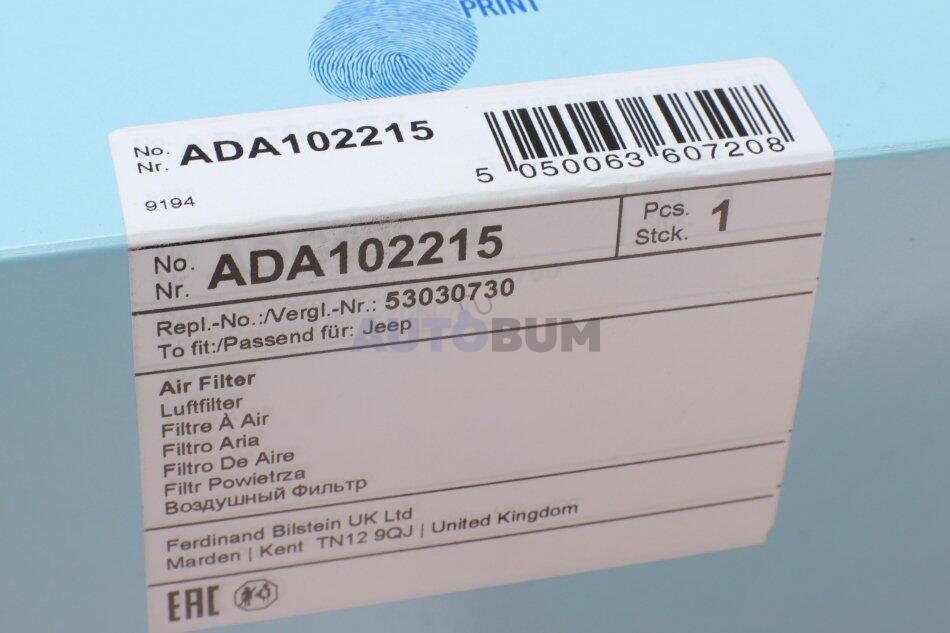 PRINT
No. ADA102215
Nr.
9194
5 050063 607208
No. ADA102215
Nr.
Pcs. 1
Stck.
Repl.-No.:/Vergl.-Nr.: 53030730
To fit:/Passend für: Jeep
AUTOBUM
Air Filter
Luftfilter
Filtre À Air
Filtro Aria
Filtro De Aire
Filtr Powietrza
Воздушный Фильтр
Ferdinand Bilstein UK Ltd
Marden | Kent TN12 9QJ | United Kingdom
EAC